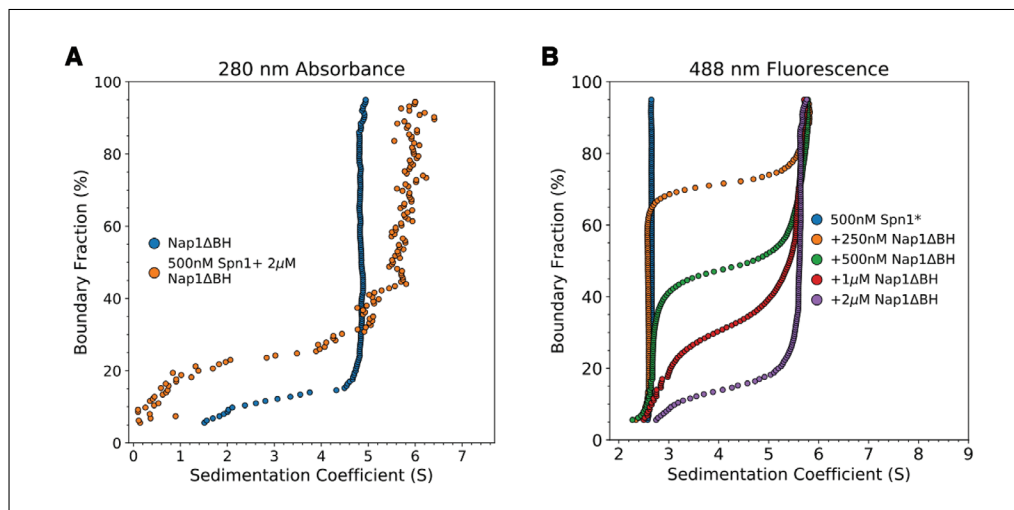 A
280 nm Absorbance
Boundary Fraction (%)
100
80
60
40
20
0
Nap1ΔBH
500nM Spn1+ 2μM
Nap1ΔBH
0 1 2 3 4 5 6 7
Sedimentation Coefficient (S)
B
488 nm Fluorescence
Boundary Fraction (%)
100
80
60
40
20
0
500nM Spn1*
+250nM Nap1ΔBH
+500nM Nap1ΔBH
+1μM Nap1ΔBH
+2μM Nap1ΔBH
2 3 4 5 6 7 8 9
Sedimentation Coefficient (S)